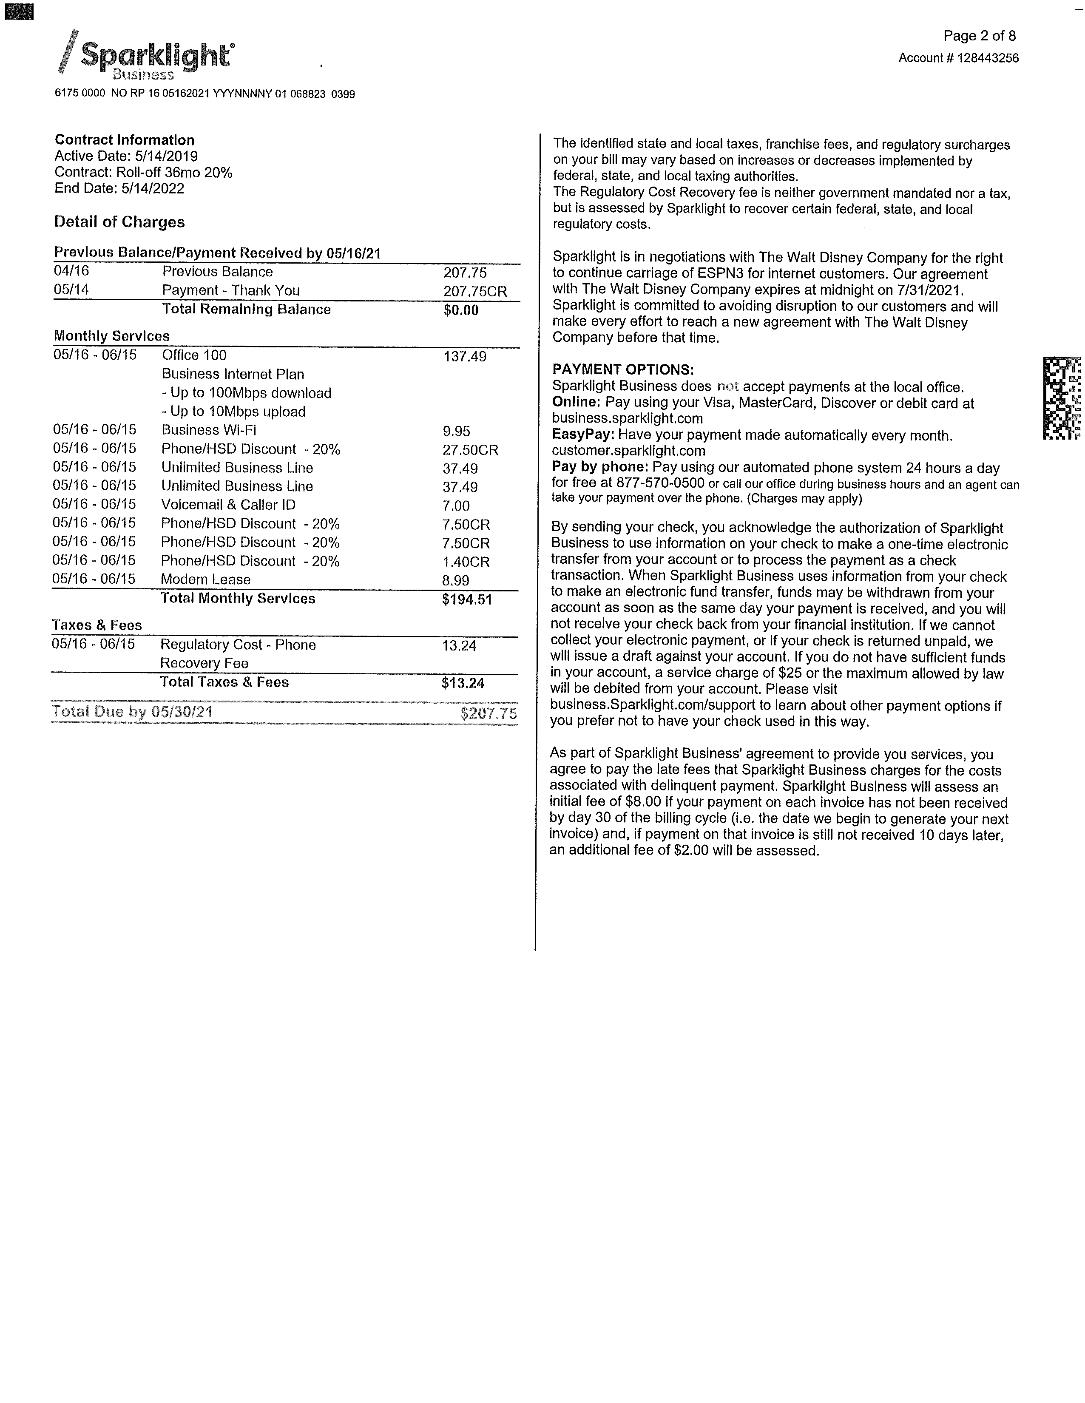 Page 2 of 8
Account # 128443256
Sparklight®
Business
6175 0000 NO RP 16 05162021 YYYNNNNY 01 068823 0399
Contract Information
Active Date: 5/14/2019
Contract: Roll-off 36mo 20%
End Date: 5/14/2022
Detail of Charges
Previous Balance/Payment Received by 05/16/21
04/16 Previous Balance 207.75
05/14 Payment - Thank You 207.75CR
Total Remaining Balance $0.00
Monthly Services
05/16 - 06/15 Office 100 137.49
Business Internet Plan
- Up to 100Mbps download
- Up to 10Mbps upload
05/16 - 06/15 Business Wi-Fi 9.95
05/16 - 06/15 Phone/HSD Discount - 20% 27.50CR
05/16 - 06/15 Unlimited Business Line 37.49
05/16 - 06/15 Unlimited Business Line 37.49
05/16 - 06/15 Voicemail & Caller ID 7.00
05/16 - 06/15 Phone/HSD Discount - 20% 7.50CR
05/16 - 06/15 Phone/HSD Discount - 20% 7.50CR
05/16 - 06/15 Phone/HSD Discount - 20% 1.40CR
05/16 - 06/15 Modem Lease 8.99
Total Monthly Services $194.51
Taxes & Fees
05/16 - 06/15 Regulatory Cost - Phone 13.24
Recovery Fee
Total Taxes & Fees $13.24
Total Due by 05/30/21 $207.75
The identified state and local taxes, franchise fees, and regulatory surcharges
on your bill may vary based on increases or decreases implemented by
federal, state, and local taxing authorities.
The Regulatory Cost Recovery fee is neither government mandated nor a tax,
but is assessed by Sparklight to recover certain federal, state, and local
regulatory costs.
Sparklight is in negotiations with The Walt Disney Company for the right
to continue carriage of ESPN3 for internet customers. Our agreement
with The Walt Disney Company expires at midnight on 7/31/2021.
Sparklight is committed to avoiding disruption to our customers and will
make every effort to reach a new agreement with The Walt Disney
Company before that time.
PAYMENT OPTIONS:
Sparklight Business does not accept payments at the local office.
Online: Pay using your Visa, MasterCard, Discover or debit card at
business.sparklight.com
EasyPay: Have your payment made automatically every month.
customer.sparklight.com
Pay by phone: Pay using our automated phone system 24 hours a day
for free at 877-570-0500 or call our office during business hours and an agent can
take your payment over the phone. (Charges may apply)
By sending your check, you acknowledge the authorization of Sparklight
Business to use information on your check to make a one-time electronic
transfer from your account or to process the payment as a check
transaction. When Sparklight Business uses information from your check
to make an electronic fund transfer, funds may be withdrawn from your
account as soon as the same day your payment is received, and you will
not receive your check back from your financial institution. If we cannot
collect your electronic payment, or if your check is returned unpaid, we
will issue a draft against your account. If you do not have sufficient funds
in your account, a service charge of $25 or the maximum allowed by law
will be debited from your account. Please visit
business.Sparklight.com/support to learn about other payment options if
you prefer not to have your check used in this way.
As part of Sparklight Business' agreement to provide you services, you
agree to pay the late fees that Sparklight Business charges for the costs
associated with delinquent payment. Sparklight Business will assess an
initial fee of $8.00 if your payment on each invoice has not been received
by day 30 of the billing cycle (i.e. the date we begin to generate your next
invoice) and, if payment on that invoice is still not received 10 days later,
an additional fee of $2.00 will be assessed.